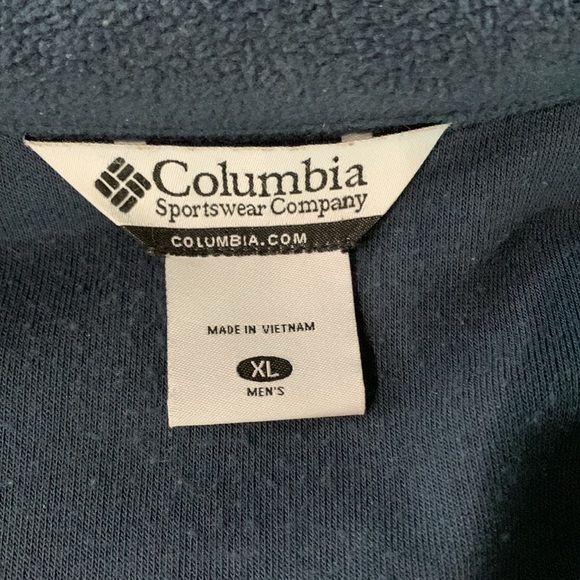 Columbia
Sportswear Company
COLUMBIA.COM
MADE IN VIETNAM
XL
MEN'S